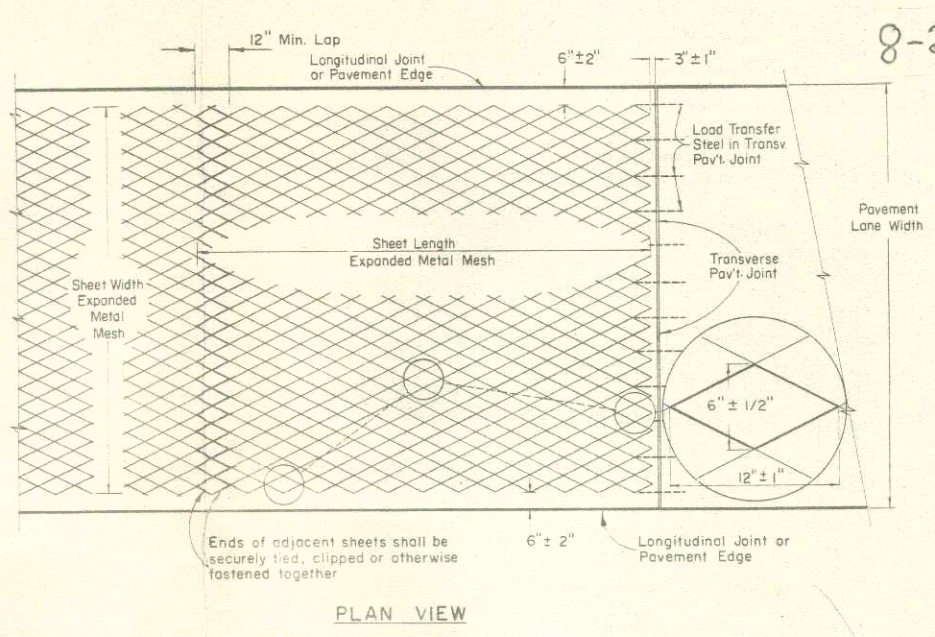 8-2
12" Min. Lap
Longitudinal Joint
or Pavement Edge
6"±2"
3"±1"
Load Transfer
Steel in Transv.
Pav't. Joint
Pavement
Lane Width
Sheet Length
Expanded Metal Mesh
Transverse
Pav't. Joint
Sheet Width
Expanded
Metal
Mesh
6"± 1/2"
12"± 1"
Ends of adjacent sheets shall be
securely tied, clipped or otherwise
fastened together
6"± 2"
Longitudinal Joint or
Pavement Edge
PLAN VIEW